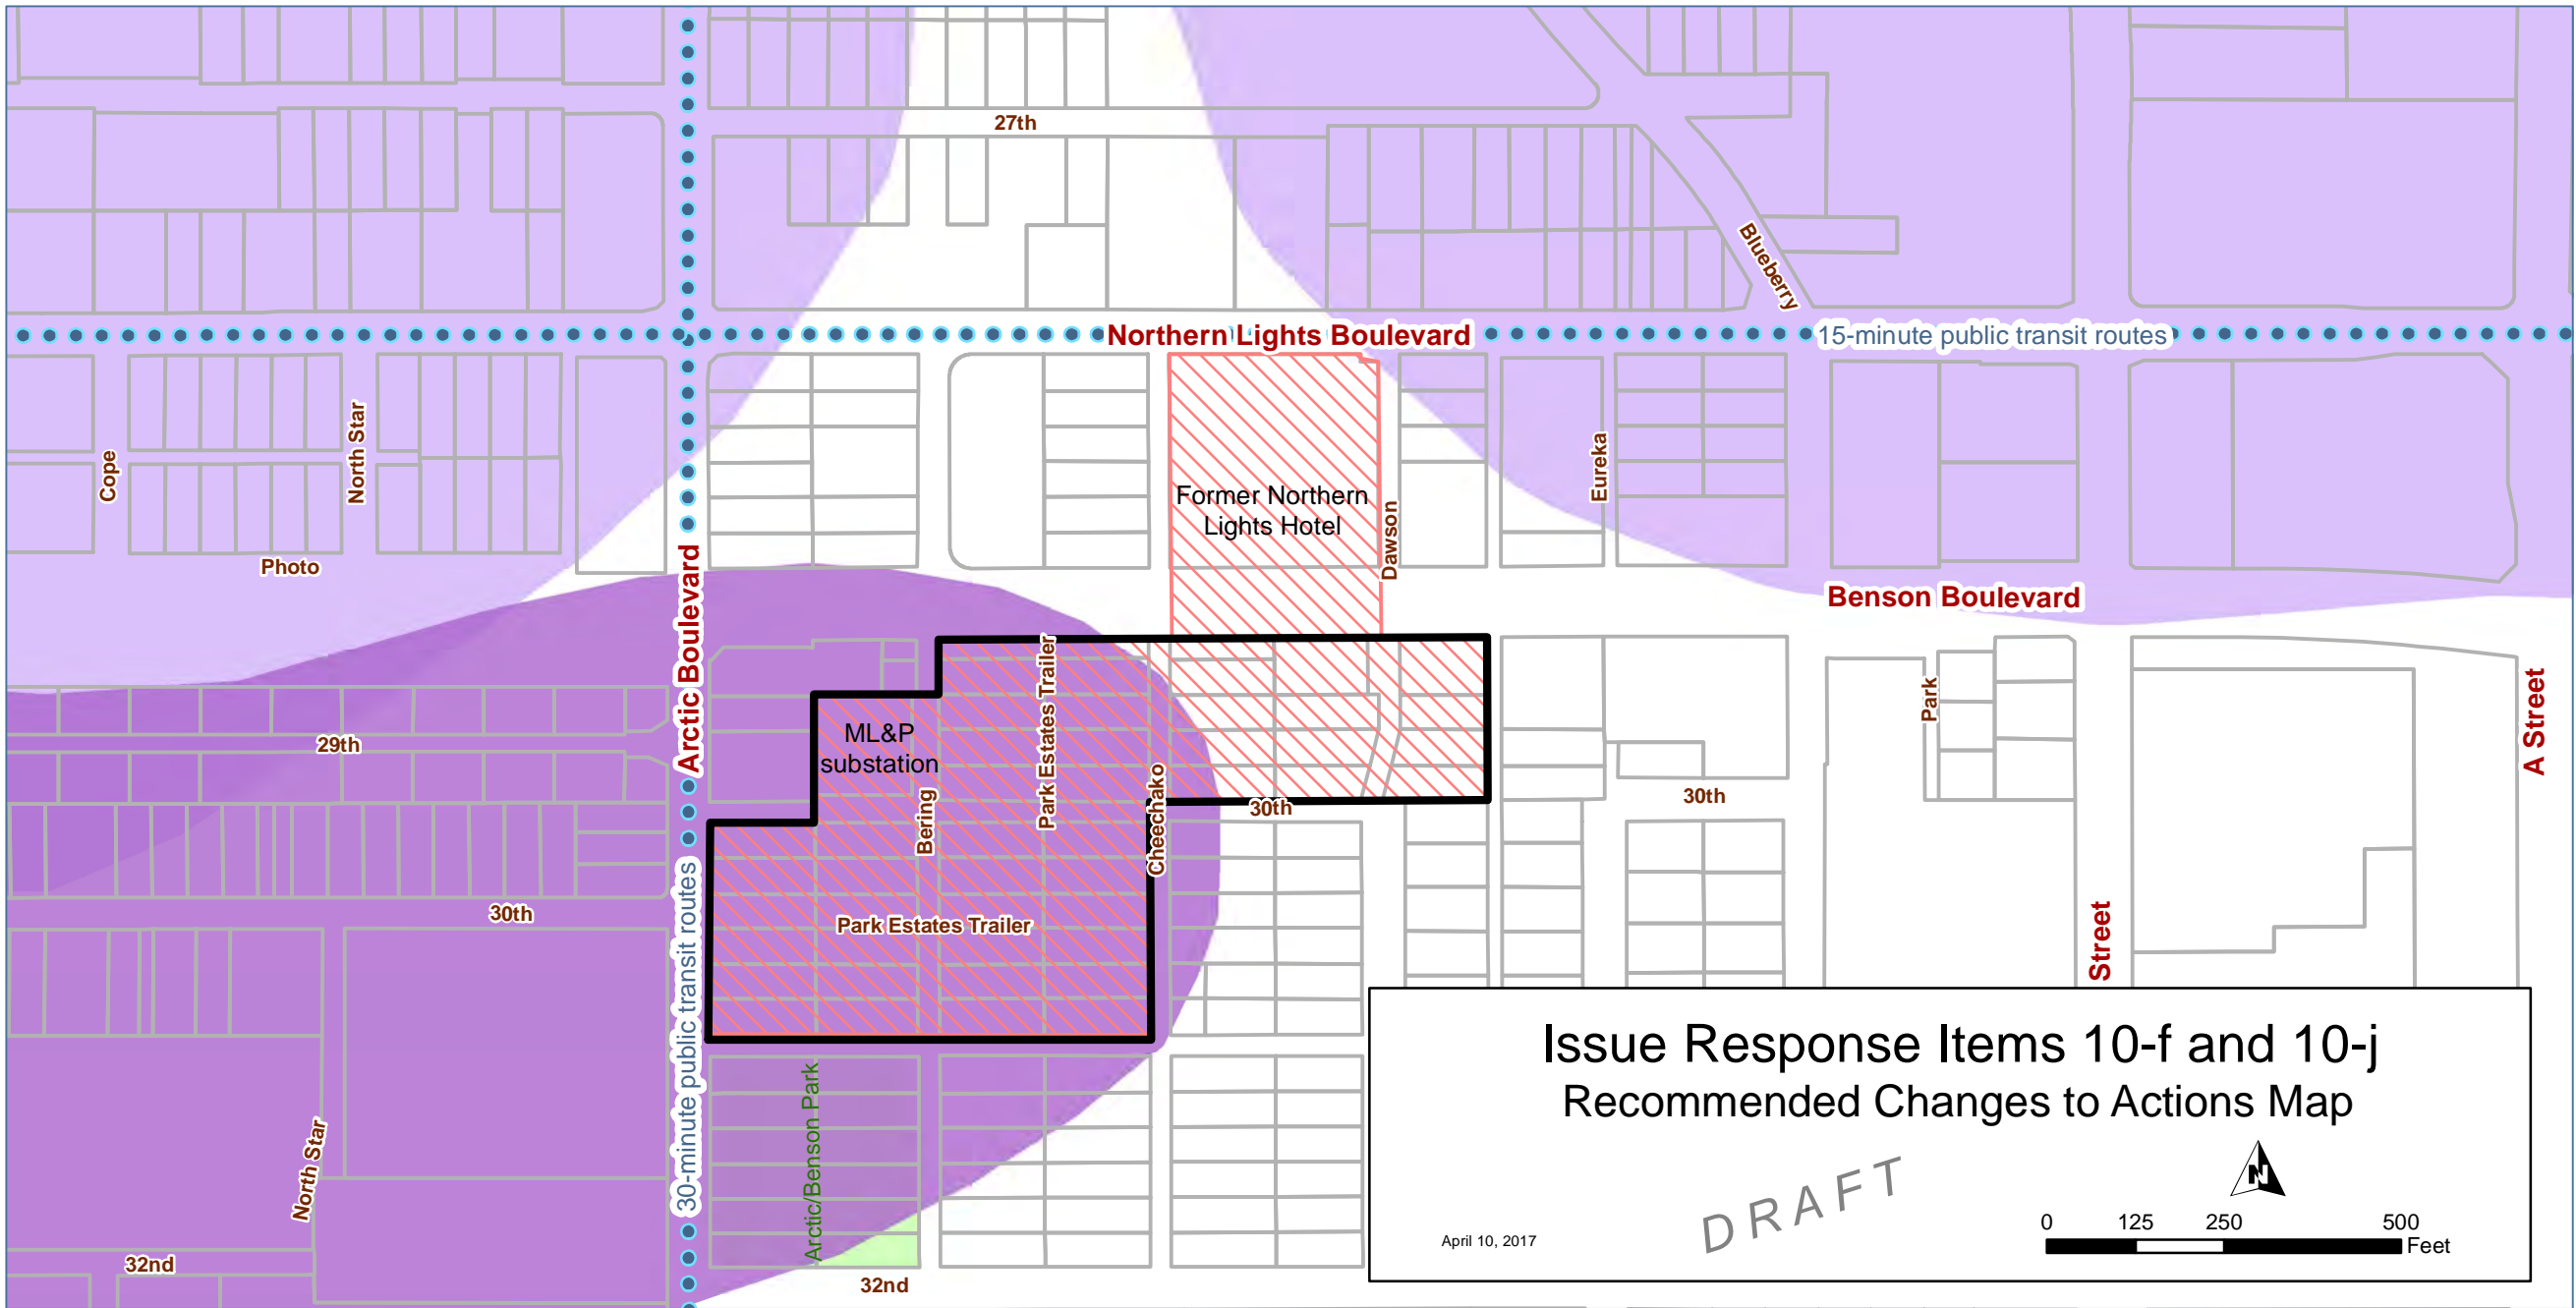 27th
Blueberry
Northern Lights Boulevard
15-minute public transit routes
Cope
North Star
Former Northern
Lights Hotel
Dawson
Eureka
Photo
Arctic Boulevard
Benson Boulevard
ML&P
substation
Park Estates Trailer
Bering
Cheechako
29th
30th
30th
Park
A Street
30th
Park Estates Trailer
Street
30-minute public transit routes
Arctic/Benson Park
North Star
32nd
32nd
Issue Response Items 10-f and 10-j
Recommended Changes to Actions Map
DRAFT
N
April 10, 2017
0 125 250 500
Feet